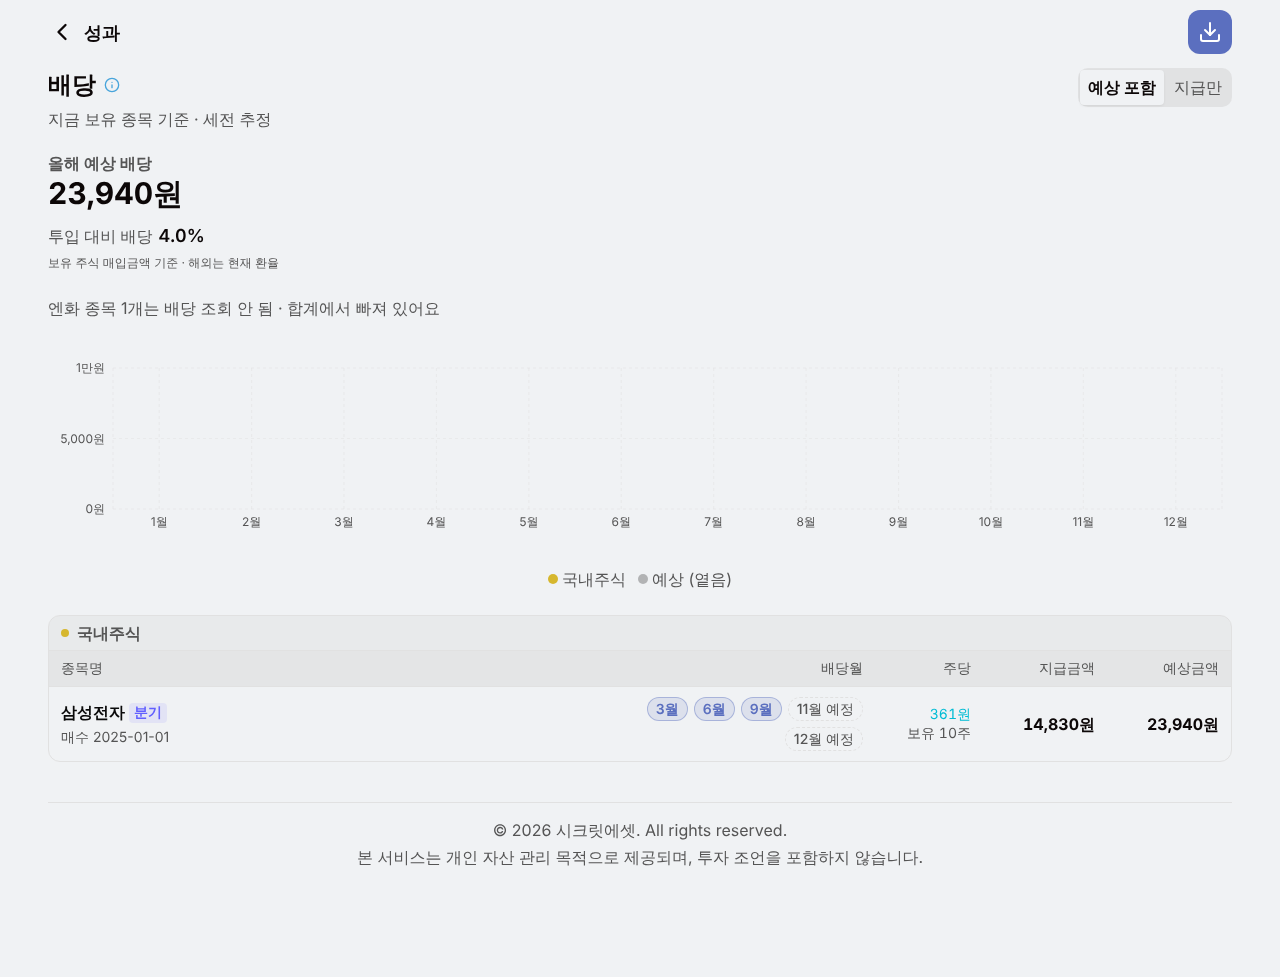 성과
배당
예상 포함 지급만
지금 보유 종목 기준 · 세전 추정
올해 예상 배당
23,940원
투입 대비 배당 4.0%
보유 주식 매입금액 기준 · 해외는 현재 환율
엔화 종목 1개는 배당 조회 안 됨 · 합계에서 빠져 있어요
1만원
5,000원
0원
1월 2월 3월 4월 5월 6월 7월 8월 9월 10월 11월 12월
국내주식 예상 (옅음)
국내주식
종목명 배당월 주당 지급금액 예상금액
삼성전자 분기 3월 6월 9월 11월 예정 361원 14,830원 23,940원
매수 2025-01-01 12월 예정 보유 10주
© 2026 시크릿에셋. All rights reserved.
본 서비스는 개인 자산 관리 목적으로 제공되며, 투자 조언을 포함하지 않습니다.